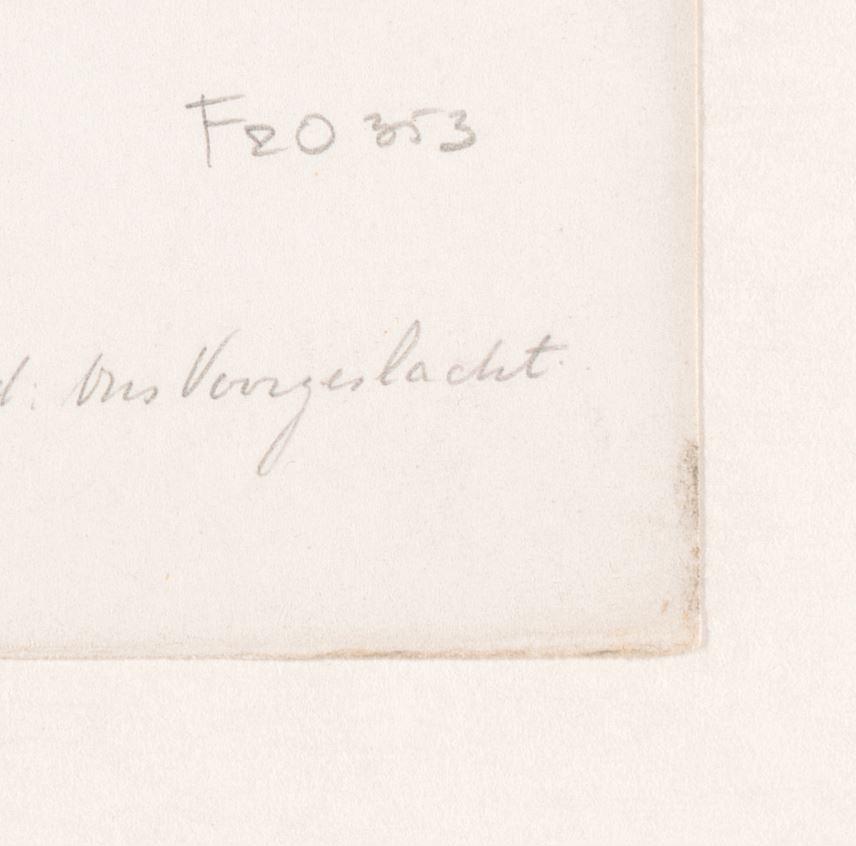 F20353
d: Ons Voorgeslacht.